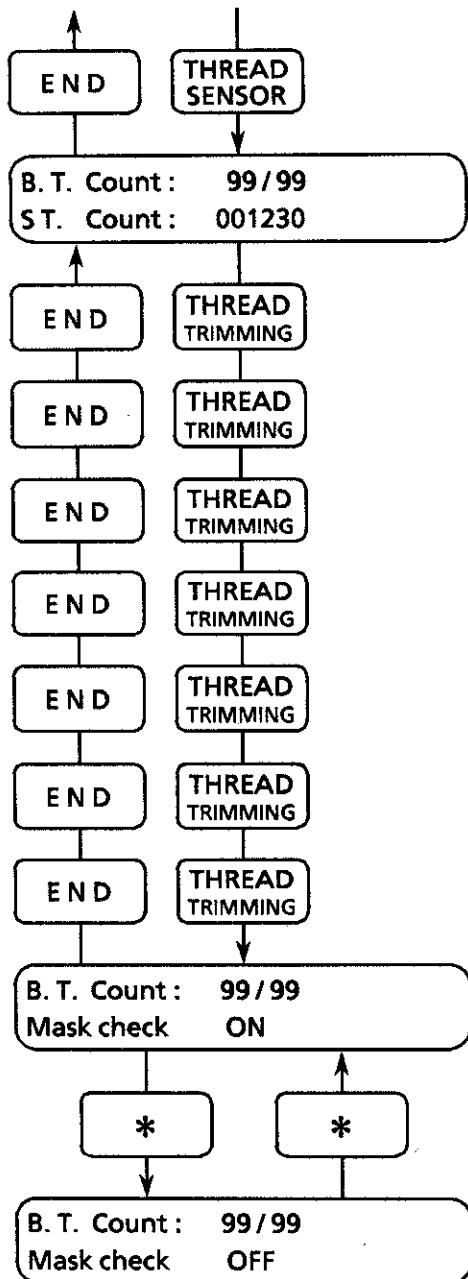 END THREAD
SENSOR
B. T. Count : 99 / 99
S T. Count : 001230
END THREAD
TRIMMING
END THREAD
TRIMMING
END THREAD
TRIMMING
END THREAD
TRIMMING
END THREAD
TRIMMING
END THREAD
TRIMMING
END THREAD
TRIMMING
B. T. Count : 99 / 99
Mask check ON
* *
B. T. Count : 99 / 99
Mask check OFF